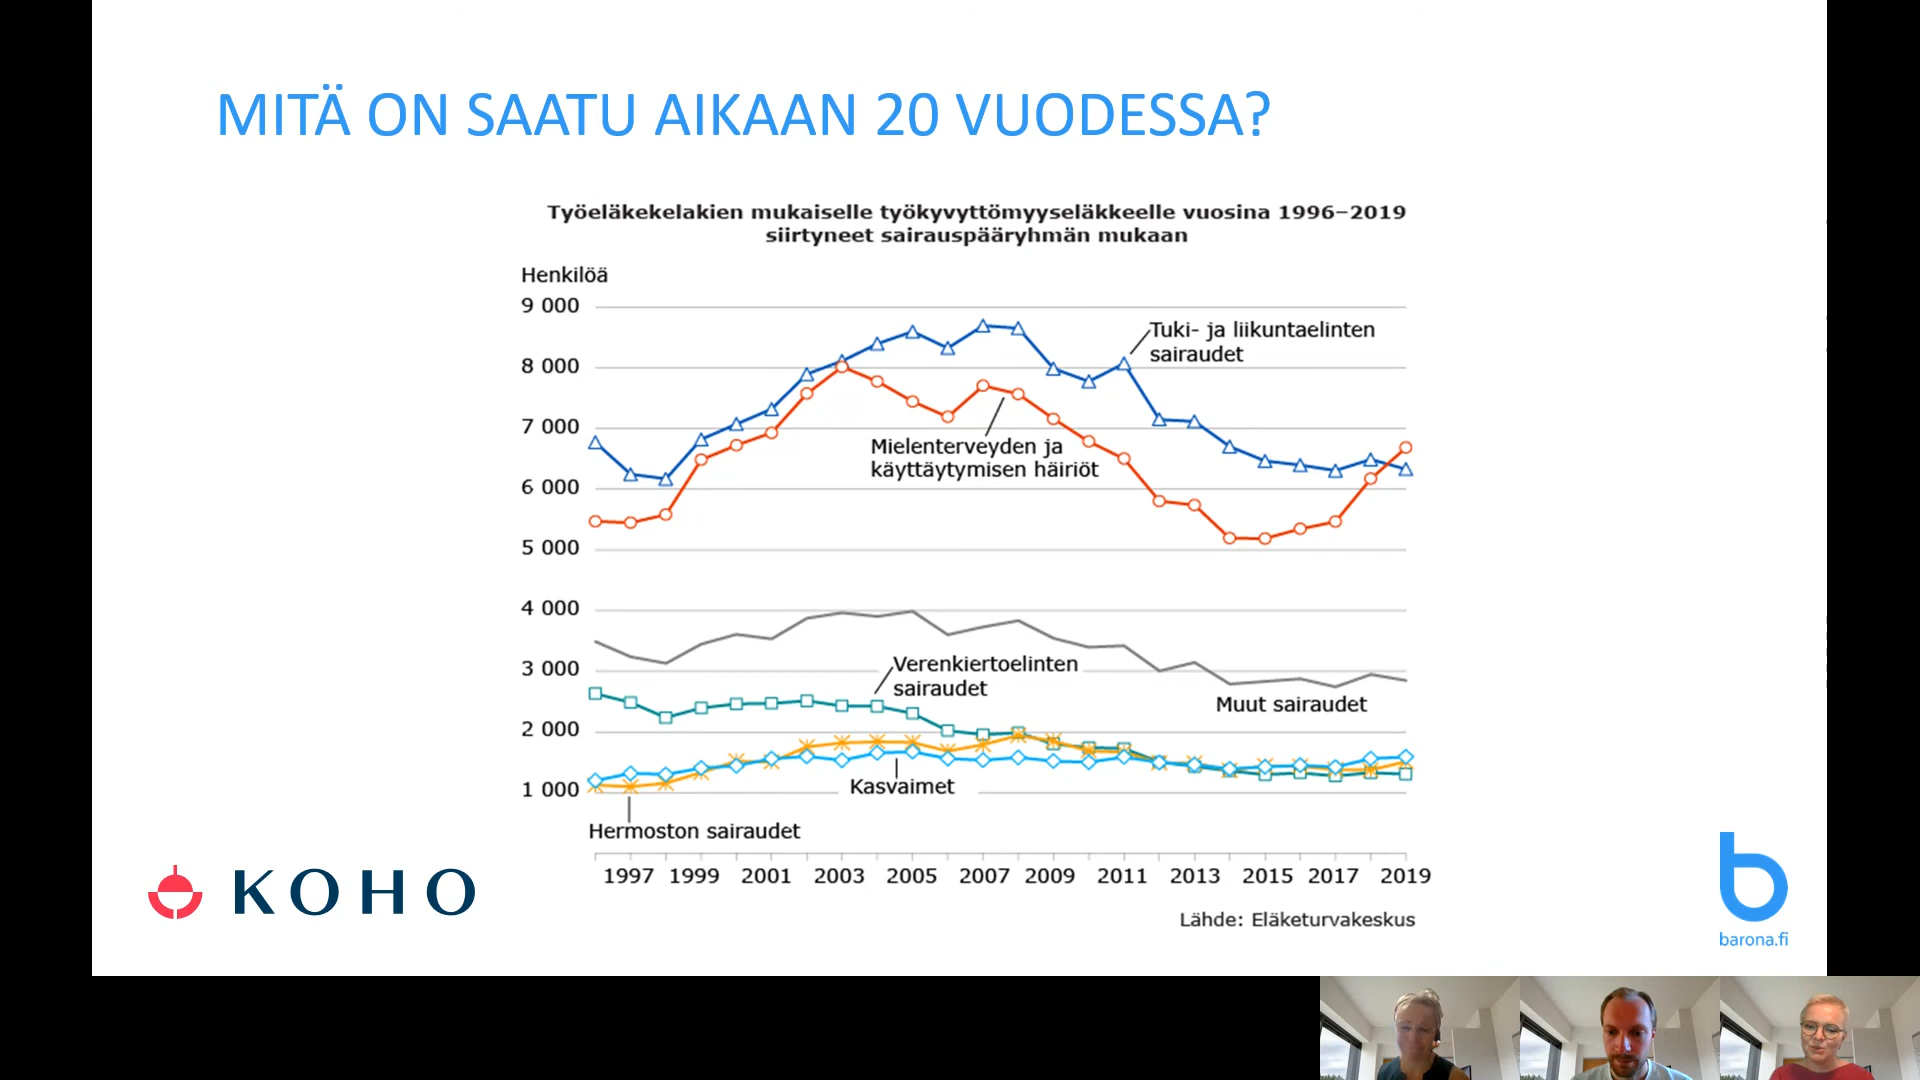 MITÄ ON SAATU AIKAAN 20 VUODESSA?
Työeläkekelakien mukaiselle työkyvyttömyyseläkkeelle vuosina 1996–2019
siirtyneet sairauspääryhmän mukaan
Henkilöä
9 000
8 000
7 000
6 000
5 000
4 000
3 000
2 000
1 000
Tuki- ja liikuntaelinten
sairaudet
Mielenterveyden ja
käyttäytymisen häiriöt
Verenkiertoelinten
sairaudet
Muut sairaudet
Kasvaimet
Hermoston sairaudet
1997 1999 2001 2003 2005 2007 2009 2011 2013 2015 2017 2019
Lähde: Eläketurvakeskus
KOHO
b
barona.fi